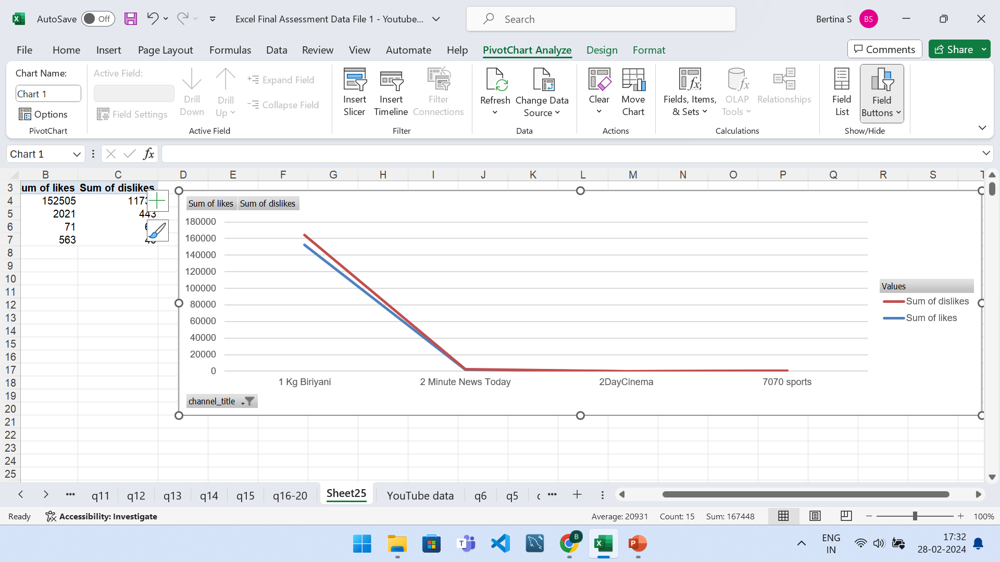 AutoSave Off Excel Final Assessment Data File 1 - Youtube... Search Bertina S BS
File Home Insert Page Layout Formulas Data Review View Automate Help PivotChart Analyze Design Format Comments Share
Chart Name:
Chart 1
Options
PivotChart
Active Field:
Field Settings
Drill Down
Drill Up
Expand Field
Collapse Field
Active Field
Insert Slicer
Insert Timeline
Filter Connections
Filter
Refresh
Change Data Source
Data
Clear
Move Chart
Actions
Fields, Items, & Sets
OLAP Tools
Relationships
Calculations
Field List
Field Buttons
Show/Hide
Chart 1 fx
B C D E F G H I J K L M N O P Q R S
3 um of likes Sum of dislikes
4 152505
5 2021 443
6 71
7 563
8
9
10
11
12
13
14
15
16
17
18
19
20
21
22
23
24
25
Sum of likes Sum of dislikes
180000
160000
140000
120000
100000
80000
60000
40000
20000
0
1 Kg Biriyani 2 Minute News Today 2DayCinema 7070 sports
channel_title
Values
Sum of dislikes
Sum of likes
q11 q12 q13 q14 q15 q16-20 Sheet25 YouTube data q6 q5
Ready Accessibility: Investigate Average: 20931 Count: 15 Sum: 167448 100%
ENG
IN
17:32
28-02-2024